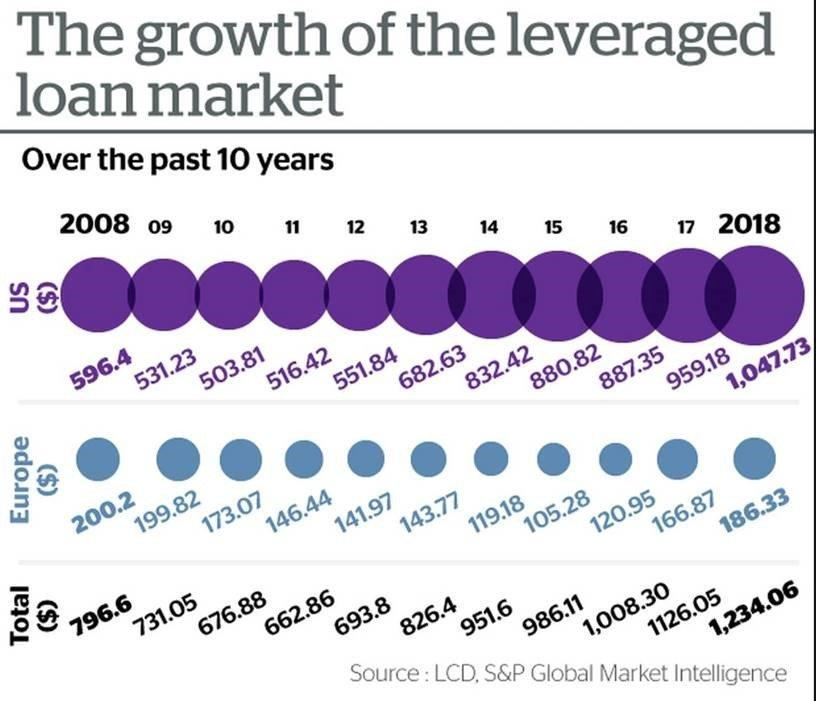 The growth of the leveraged
loan market
Over the past 10 years
2008 09 10 11 12 13 14 15 16 17 2018
US ($)
596.4 531.23 503.81 516.42 551.84 682.63 832.42 880.82 887.35 959.18 1,047.73
Europe ($)
200.2 199.82 173.07 146.44 141.97 143.77 119.18 105.28 120.95 166.87 186.33
Total ($)
796.6 731.05 676.88 662.86 693.8 826.4 951.6 986.11 1,008.30 1126.05 1,234.06
Source : LCD, S&P Global Market Intelligence